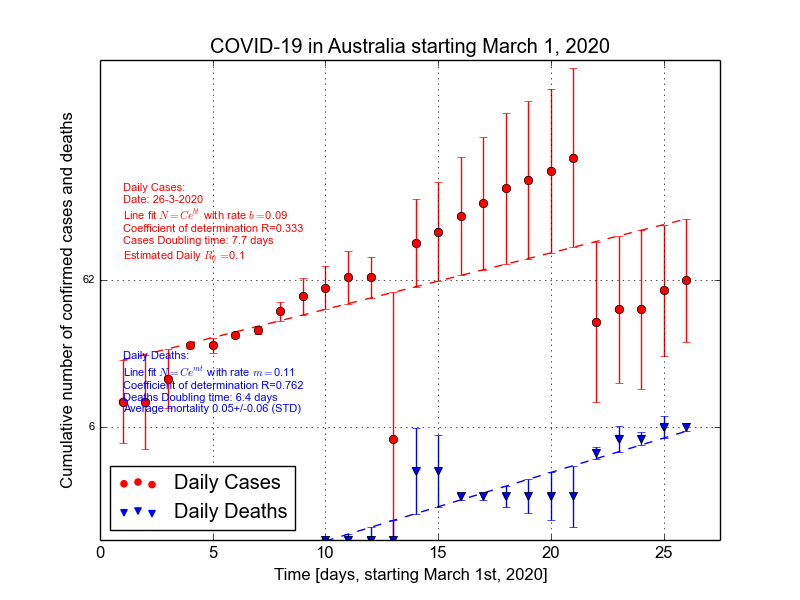 COVID-19 in Australia starting March 1, 2020
Cumulative number of confirmed cases and deaths
Daily Cases:
Date: 26-3-2020
Line fit N = Ce^{bt} with rate b =0.09
Coefficient of determination R=0.333
Cases Doubling time: 7.7 days
Estimated Daily R_0^* =0.1
62
Daily Deaths:
Line fit N = Ce^{mt} with rate m =0.11
Coefficient of determination R=0.762
Deaths Doubling time: 6.4 days
Average mortality 0.05+/-0.06 (STD)
6
Daily Cases
Daily Deaths
0 5 10 15 20 25
Time [days, starting March 1st, 2020]